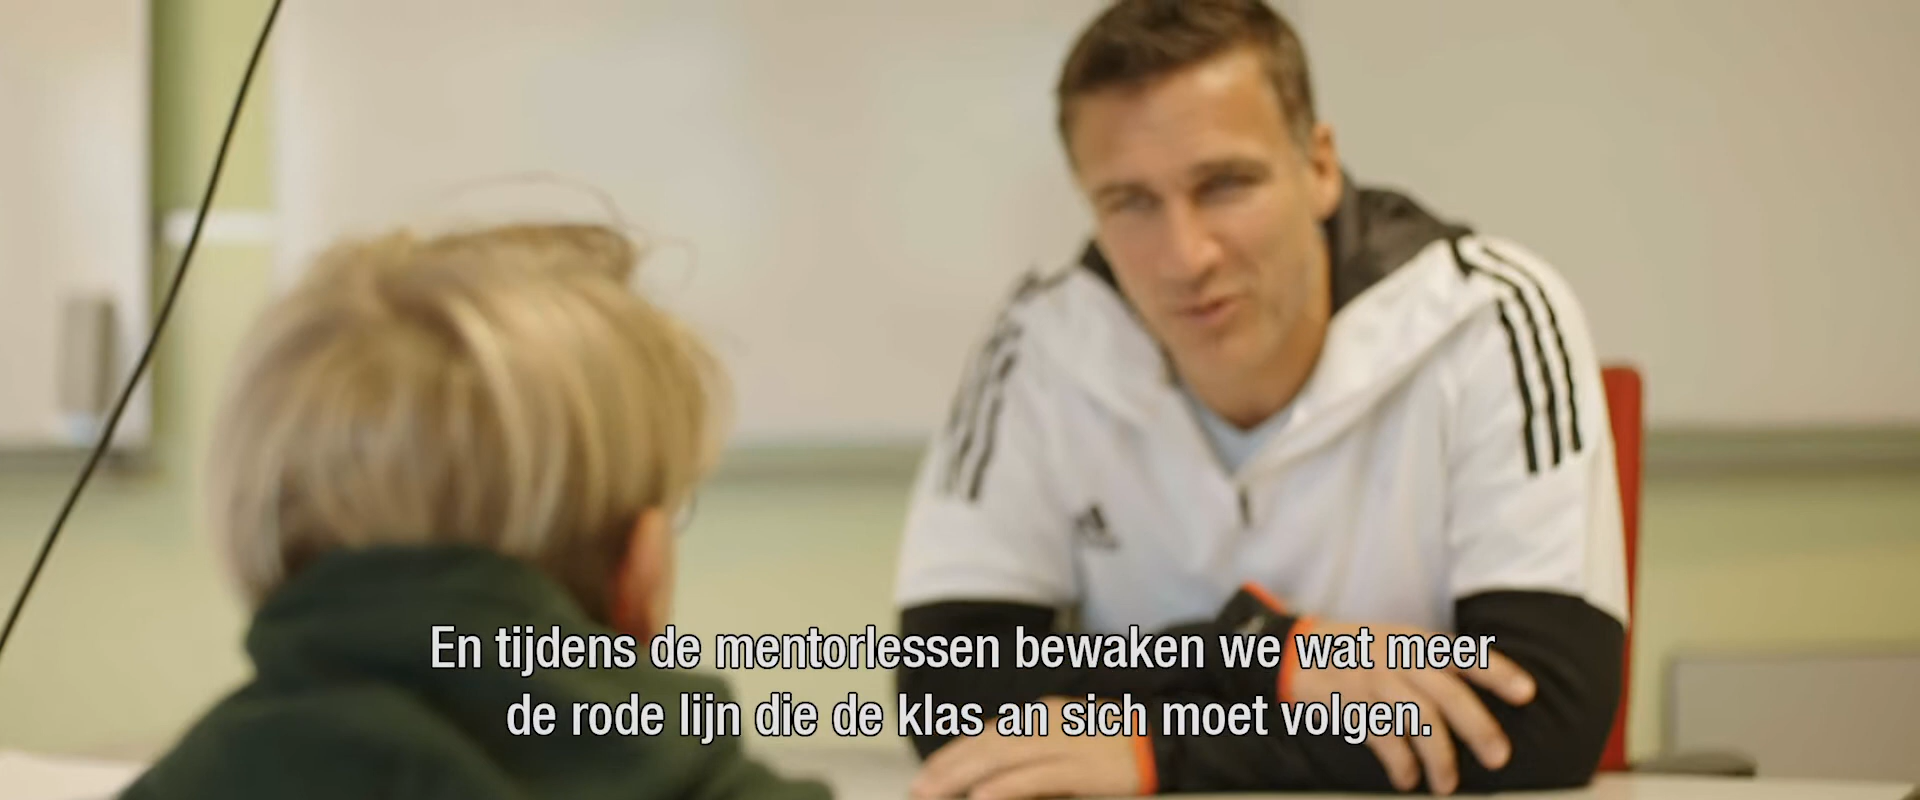 En tijdens de mentorlessen bewaken we wat meer
de rode lijn die de klas an sich moet volgen.